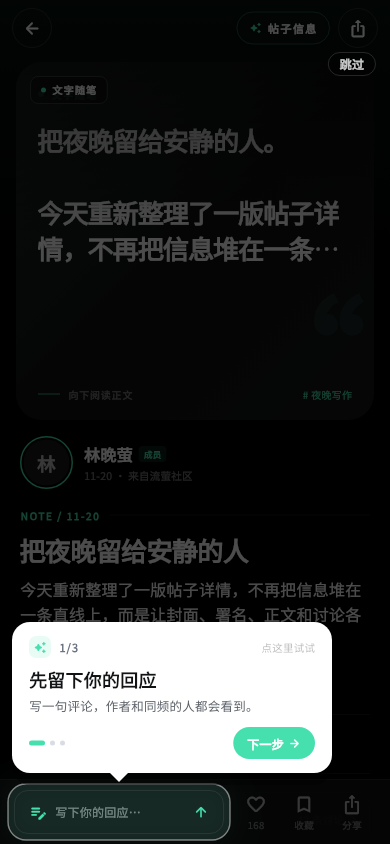 帖子信息
跳过
文字随笔
把夜晚留给安静的人。
今天重新整理了一版帖子详
情，不再把信息堆在一条…
向下阅读正文
# 夜晚写作
林
林晚萤 成员
11-20 · 来自流萤社区
NOTE / 11-20
把夜晚留给安静的人
今天重新整理了一版帖子详情，不再把信息堆在
一条直线上，而是让封面、署名、正文和讨论各
1/3
点这里试试
先留下你的回应
写一句评论，作者和同频的人都会看到。
下一步
写下你的回应…
168
收藏
分享